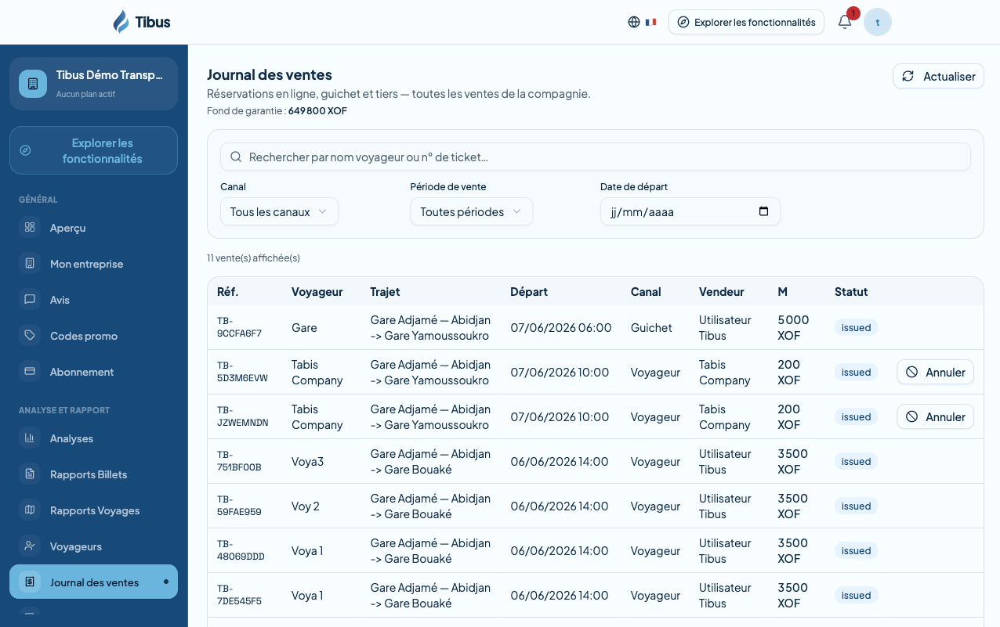 Tibus
Explorer les fonctionnalités
1
t
Tibus Démo Transp…
Aucun plan actif
Explorer les
fonctionnalités
GÉNÉRAL
Aperçu
Mon entreprise
Avis
Codes promo
Abonnement
ANALYSE ET RAPPORT
Analyses
Rapports Billets
Rapports Voyages
Voyageurs
Journal des ventes
Journal des ventes
Actualiser
Réservations en ligne, guichet et tiers — toutes les ventes de la compagnie.
Fond de garantie : 649 800 XOF
Rechercher par nom voyageur ou n° de ticket…
Canal
Période de vente
Date de départ
Tous les canaux
Toutes périodes
jj/mm/aaaa
11 vente(s) affichée(s)
Réf. Voyageur Trajet Départ Canal Vendeur M Statut
TB-
9CCFA6F7
Gare
Gare Adjamé — Abidjan
-> Gare Yamoussoukro
07/06/2026 06:00
Guichet
Utilisateur
Tibus
5 000
XOF
issued
TB-
5D3M6EVW
Tabis
Company
Gare Adjamé — Abidjan
-> Gare Yamoussoukro
07/06/2026 10:00
Voyageur
Tabis
Company
200
XOF
issued
Annuler
TB-
JZWEMNDN
Tabis
Company
Gare Adjamé — Abidjan
-> Gare Yamoussoukro
07/06/2026 10:00
Voyageur
Tabis
Company
200
XOF
issued
Annuler
TB-
751BF00B
Voya3
Gare Adjamé — Abidjan
-> Gare Bouaké
06/06/2026 14:00
Voyageur
Utilisateur
Tibus
3 500
XOF
issued
TB-
59FAE959
Voy 2
Gare Adjamé — Abidjan
-> Gare Bouaké
06/06/2026 14:00
Voyageur
Utilisateur
Tibus
3 500
XOF
issued
TB-
48069DDD
Voya 1
Gare Adjamé — Abidjan
-> Gare Bouaké
06/06/2026 14:00
Voyageur
Utilisateur
Tibus
3 500
XOF
issued
TB-
7DE545F5
Voya 1
Gare Adjamé — Abidjan
-> Gare Bouaké
06/06/2026 14:00
Voyageur
Utilisateur
Tibus
3 500
XOF
issued